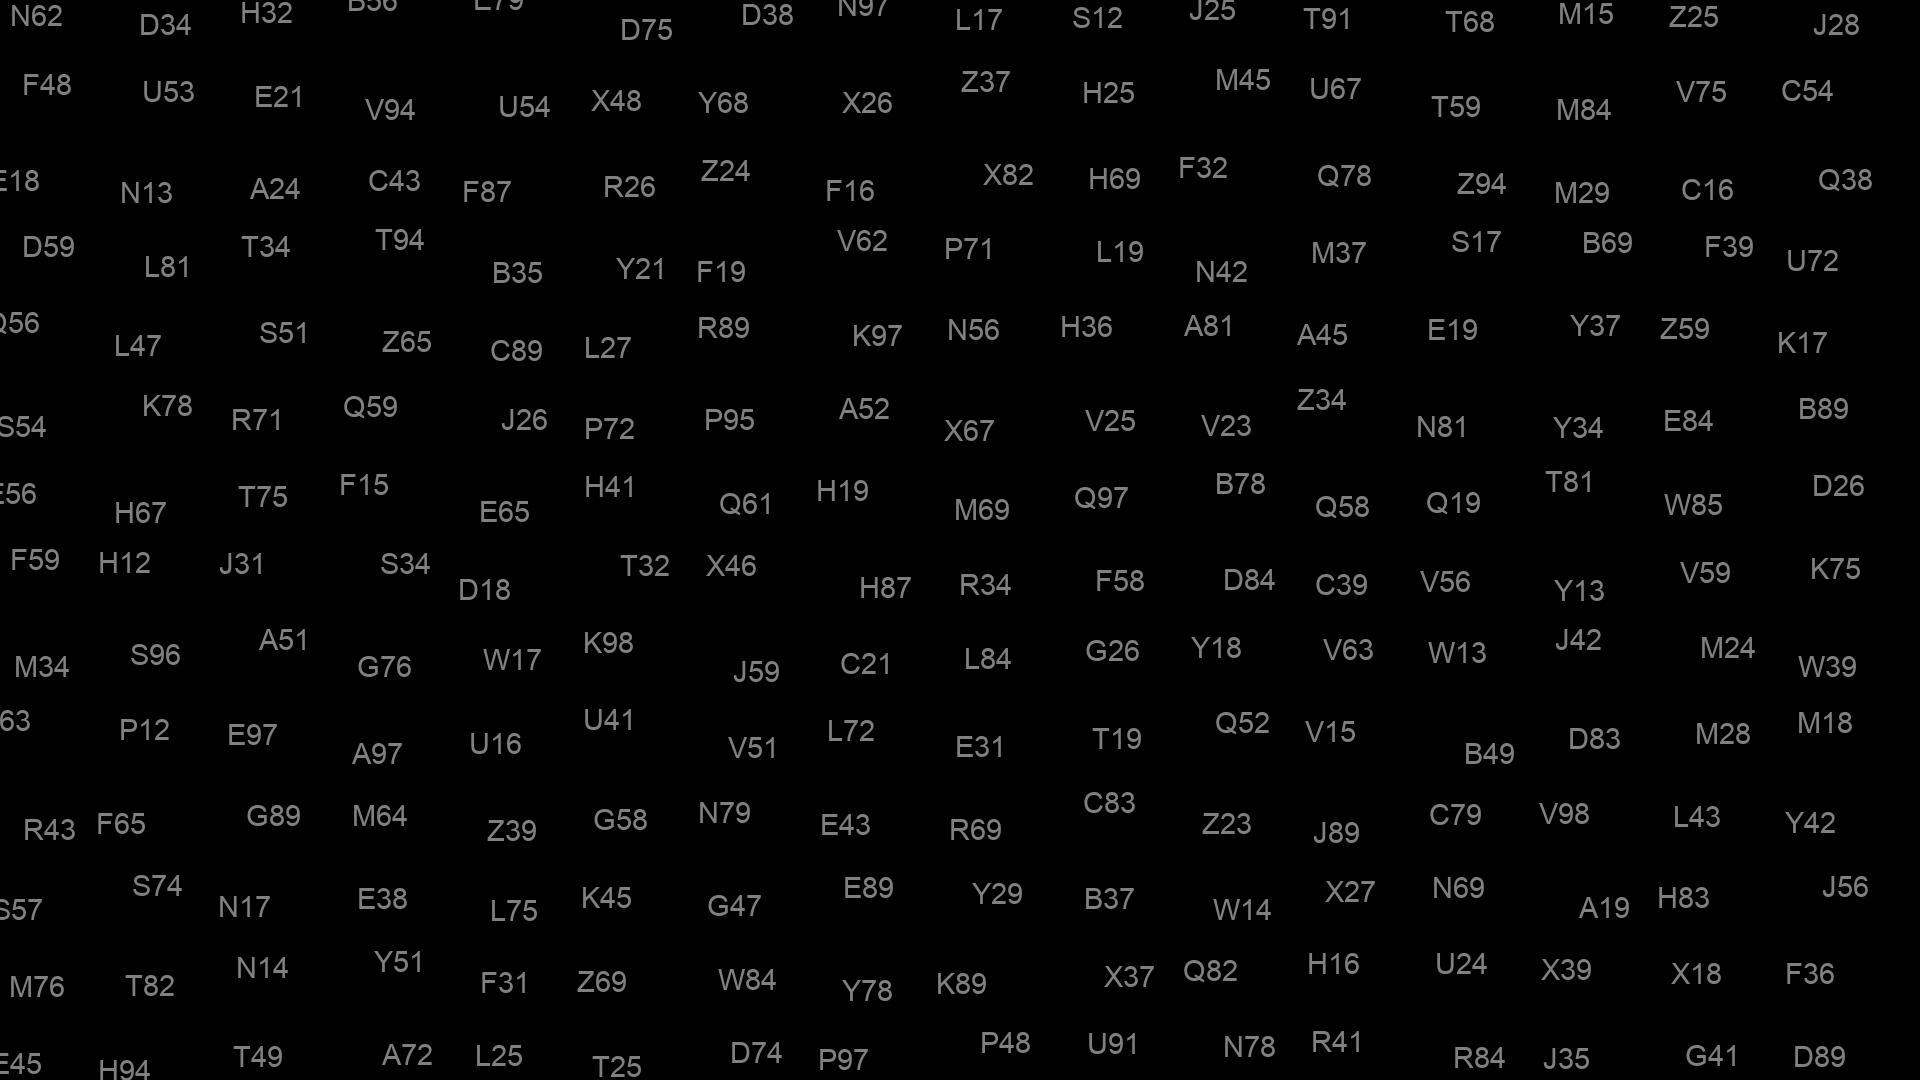 N62 D34 H32 B56 E79 D75 D38 N97 L17 S12 J25 T91 T68 M15 Z25 J28
F48 U53 E21 V94 U54 X48 Y68 X26 Z37 H25 M45 U67 T59 M84 V75 C54
E18 N13 A24 C43 F87 R26 Z24 F16 X82 H69 F32 Q78 Z94 M29 C16 Q38
D59 L81 T34 T94 B35 Y21 F19 V62 P71 L19 N42 M37 S17 B69 F39 U72
Q56 L47 S51 Z65 C89 L27 R89 K97 N56 H36 A81 A45 E19 Y37 Z59 K17
S54 K78 R71 Q59 J26 P72 P95 A52 X67 V25 V23 Z34 N81 Y34 E84 B89
E56 H67 T75 F15 E65 H41 Q61 H19 M69 Q97 B78 Q58 Q19 T81 W85 D26
F59 H12 J31 S34 D18 T32 X46 H87 R34 F58 D84 C39 V56 Y13 V59 K75
M34 S96 A51 G76 W17 K98 J59 C21 L84 G26 Y18 V63 W13 J42 M24 W39
63 P12 E97 A97 U16 U41 V51 L72 E31 T19 Q52 V15 B49 D83 M28 M18
R43 F65 G89 M64 Z39 G58 N79 E43 R69 C83 Z23 J89 C79 V98 L43 Y42
S57 S74 N17 E38 L75 K45 G47 E89 Y29 B37 W14 X27 N69 A19 H83 J56
M76 T82 N14 Y51 F31 Z69 W84 Y78 K89 X37 Q82 H16 U24 X39 X18 F36
E45 H94 T49 A72 L25 T25 D74 P97 P48 U91 N78 R41 R84 J35 G41 D89